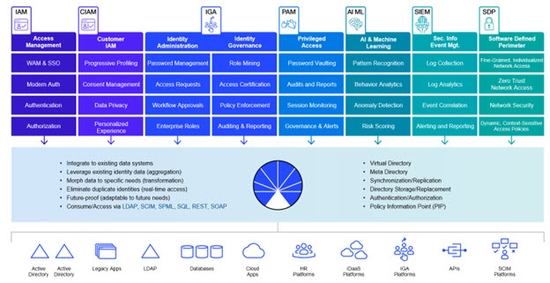 IAM
CIAM
IGA
PAM
AI ML
SIEM
SDP
Access
Management
Customer
IAM
Identity
Administration
Identity
Governance
Privileged
Access
AI & Machine
Learning
Sec. Info
Event Mgt.
Software Defined
Perimeter
WAM & SSO
Progressive Profiling
Password Management
Role Mining
Password Vaulting
Pattern Recognition
Log Collection
Fine-Grained, Individualized
Network Access
Modern Auth
Consent Management
Access Requests
Access Certification
Audits and Reports
Behavior Analytics
Log Analytics
Zero Trust
Network Access
Authentication
Data Privacy
Workflow Approvals
Policy Enforcement
Session Monitoring
Anomaly Detection
Event Correlation
Network Security
Authorization
Personalized
Experience
Enterprise Roles
Auditing & Reporting
Governance & Alerts
Risk Scoring
Alerting and Reporting
Dynamic, Context-Sensitive
Access Policies
• Integrate to existing data systems
• Leverage existing identity data (aggregation)
• Morph data to specific needs (transformation)
• Eliminate duplicate identities (real-time access)
• Future-proof (adaptable to future needs)
• Consume/Access via LDAP, SCIM, SPML, SQL, REST, SOAP
• Virtual Directory
• Meta Directory
• Synchronization/Replication
• Directory Storage/Replacement
• Authentication/Authorization
• Policy Information Point (PIP)
Active
Directory
Active
Directory
Legacy Apps
LDAP
Databases
Cloud
Apps
HR
Platforms
IDaaS
Platforms
IGA
Platforms
APIs
SCIM
Platforms